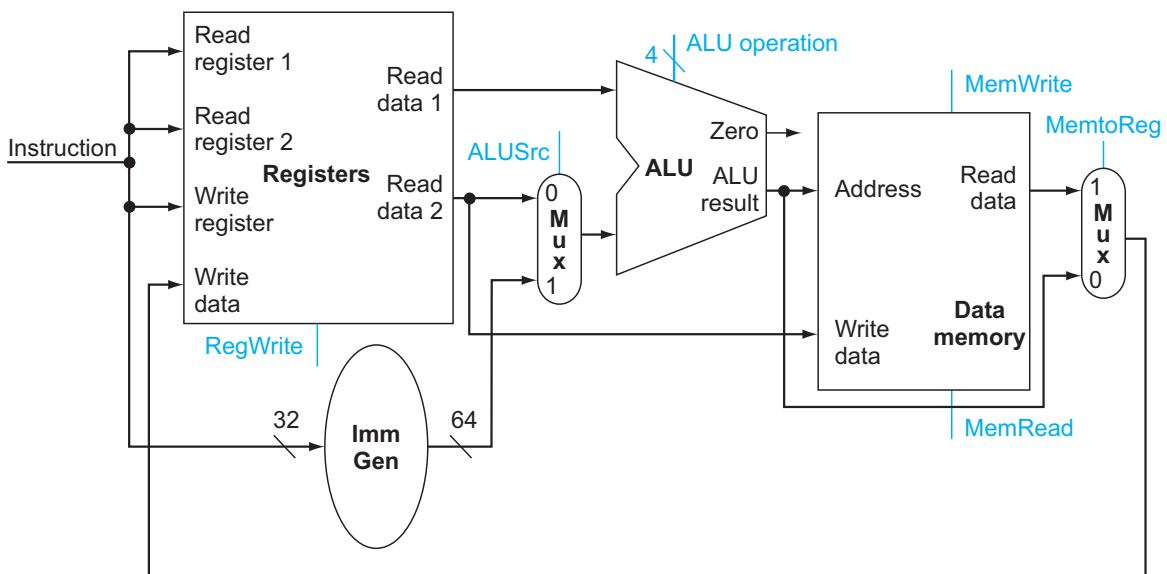 Instruction
Read
register 1
Read
register 2
Registers
Write
register
Write
data
Read
data 1
Read
data 2
RegWrite
32
Imm
Gen
64
ALUSrc
0
M
u
x
1
4
ALU operation
Zero
ALU
ALU
result
MemWrite
Address
Read
data
Write
data
Data
memory
MemRead
MemtoReg
1
M
u
x
0